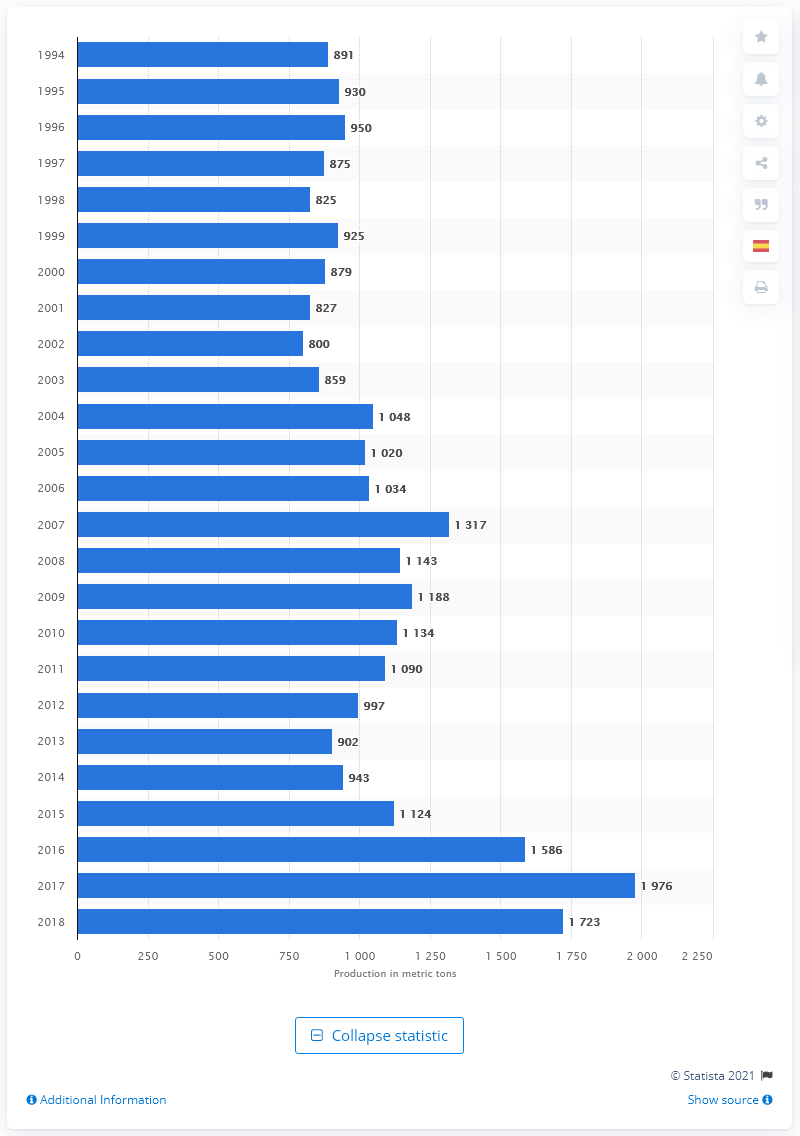 1994 891
1995 930
1996 950
1997 875
1998 825
1999 925
2000 879
2001 827
2002 800
2003 859
2004 1 048
2005 1 020
2006 1 034
2007 1 317
2008 1 143
2009 1 188
2010 1 134
2011 1 090
2012 997
2013 902
2014 943
2015 1 124
2016 1 586
2017 1 976
2018 1 723
0 250 500 750 1 000 1 250 1 500 1 750 2 000 2 250
Production in metric tons
Collapse statistic
© Statista 2021
Additional Information Show source